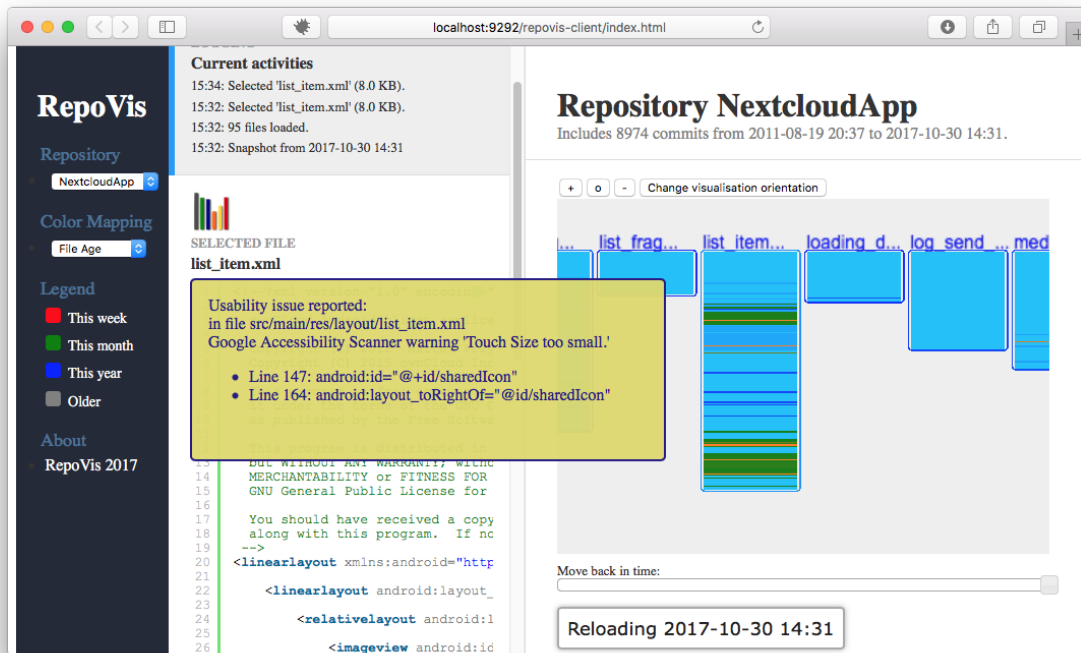 localhost:9292/repovis-client/index.html
RepoVis
Repository
NextcloudApp
Color Mapping
File Age
Legend
This week
This month
This year
Older
About
RepoVis 2017
Current activities
15:34: Selected 'list_item.xml' (8.0 KB).
15:32: Selected 'list_item.xml' (8.0 KB).
15:32: 95 files loaded.
15:32: Snapshot from 2017-10-30 14:31
SELECTED FILE
list_item.xml
Usability issue reported:
in file src/main/res/layout/list_item.xml
Google Accessibility Scanner warning 'Touch Size too small.'
• Line 147: android:id="@+id/sharedIcon"
• Line 164: android:layout_toRightOf="@id/sharedIcon"
13 but WITHOUT ANY WARRANTY; witho
14 MERCHANTABILITY or FITNESS FOR
15 GNU General Public License for
16
17 You should have received a copy
18 along with this program. If no
19 -->
20 <linearlayout xmlns:android="http
21
22 <linearlayout android:layout_
23
24 <relativelayout android:l
25
26 <imageview android:id
Repository NextcloudApp
Includes 8974 commits from 2011-08-19 20:37 to 2017-10-30 14:31.
+ o - Change visualisation orientation
... list_frag... list_item... loading_d... log_send_... med
Move back in time:
Reloading 2017-10-30 14:31